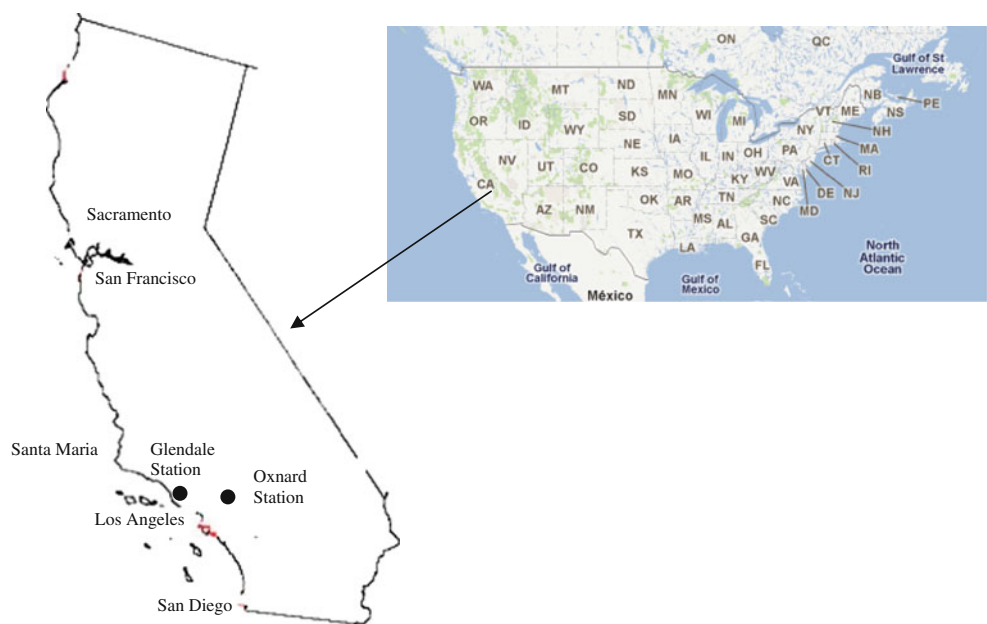 Sacramento
San Francisco
Santa Maria
Glendale
Station
Oxnard
Station
Los Angeles
San Diego
ON
QC
Gulf of St
Lawrence
WA
MT
ND
MN
NB
PE
OR
ID
SD
WI
MI
VT
ME
NS
WY
NY
NH
NE
IA
MA
NV
UT
CO
IL
IN
OH
PA
CT
RI
CA
KS
MO
KY
WV
VA
DE
NJ
AZ
NM
OK
AR
TN
NC
MD
MS
AL
SC
TX
LA
GA
FL
North
Atlantic
Ocean
Gulf of
California
Gulf of
Mexico
México